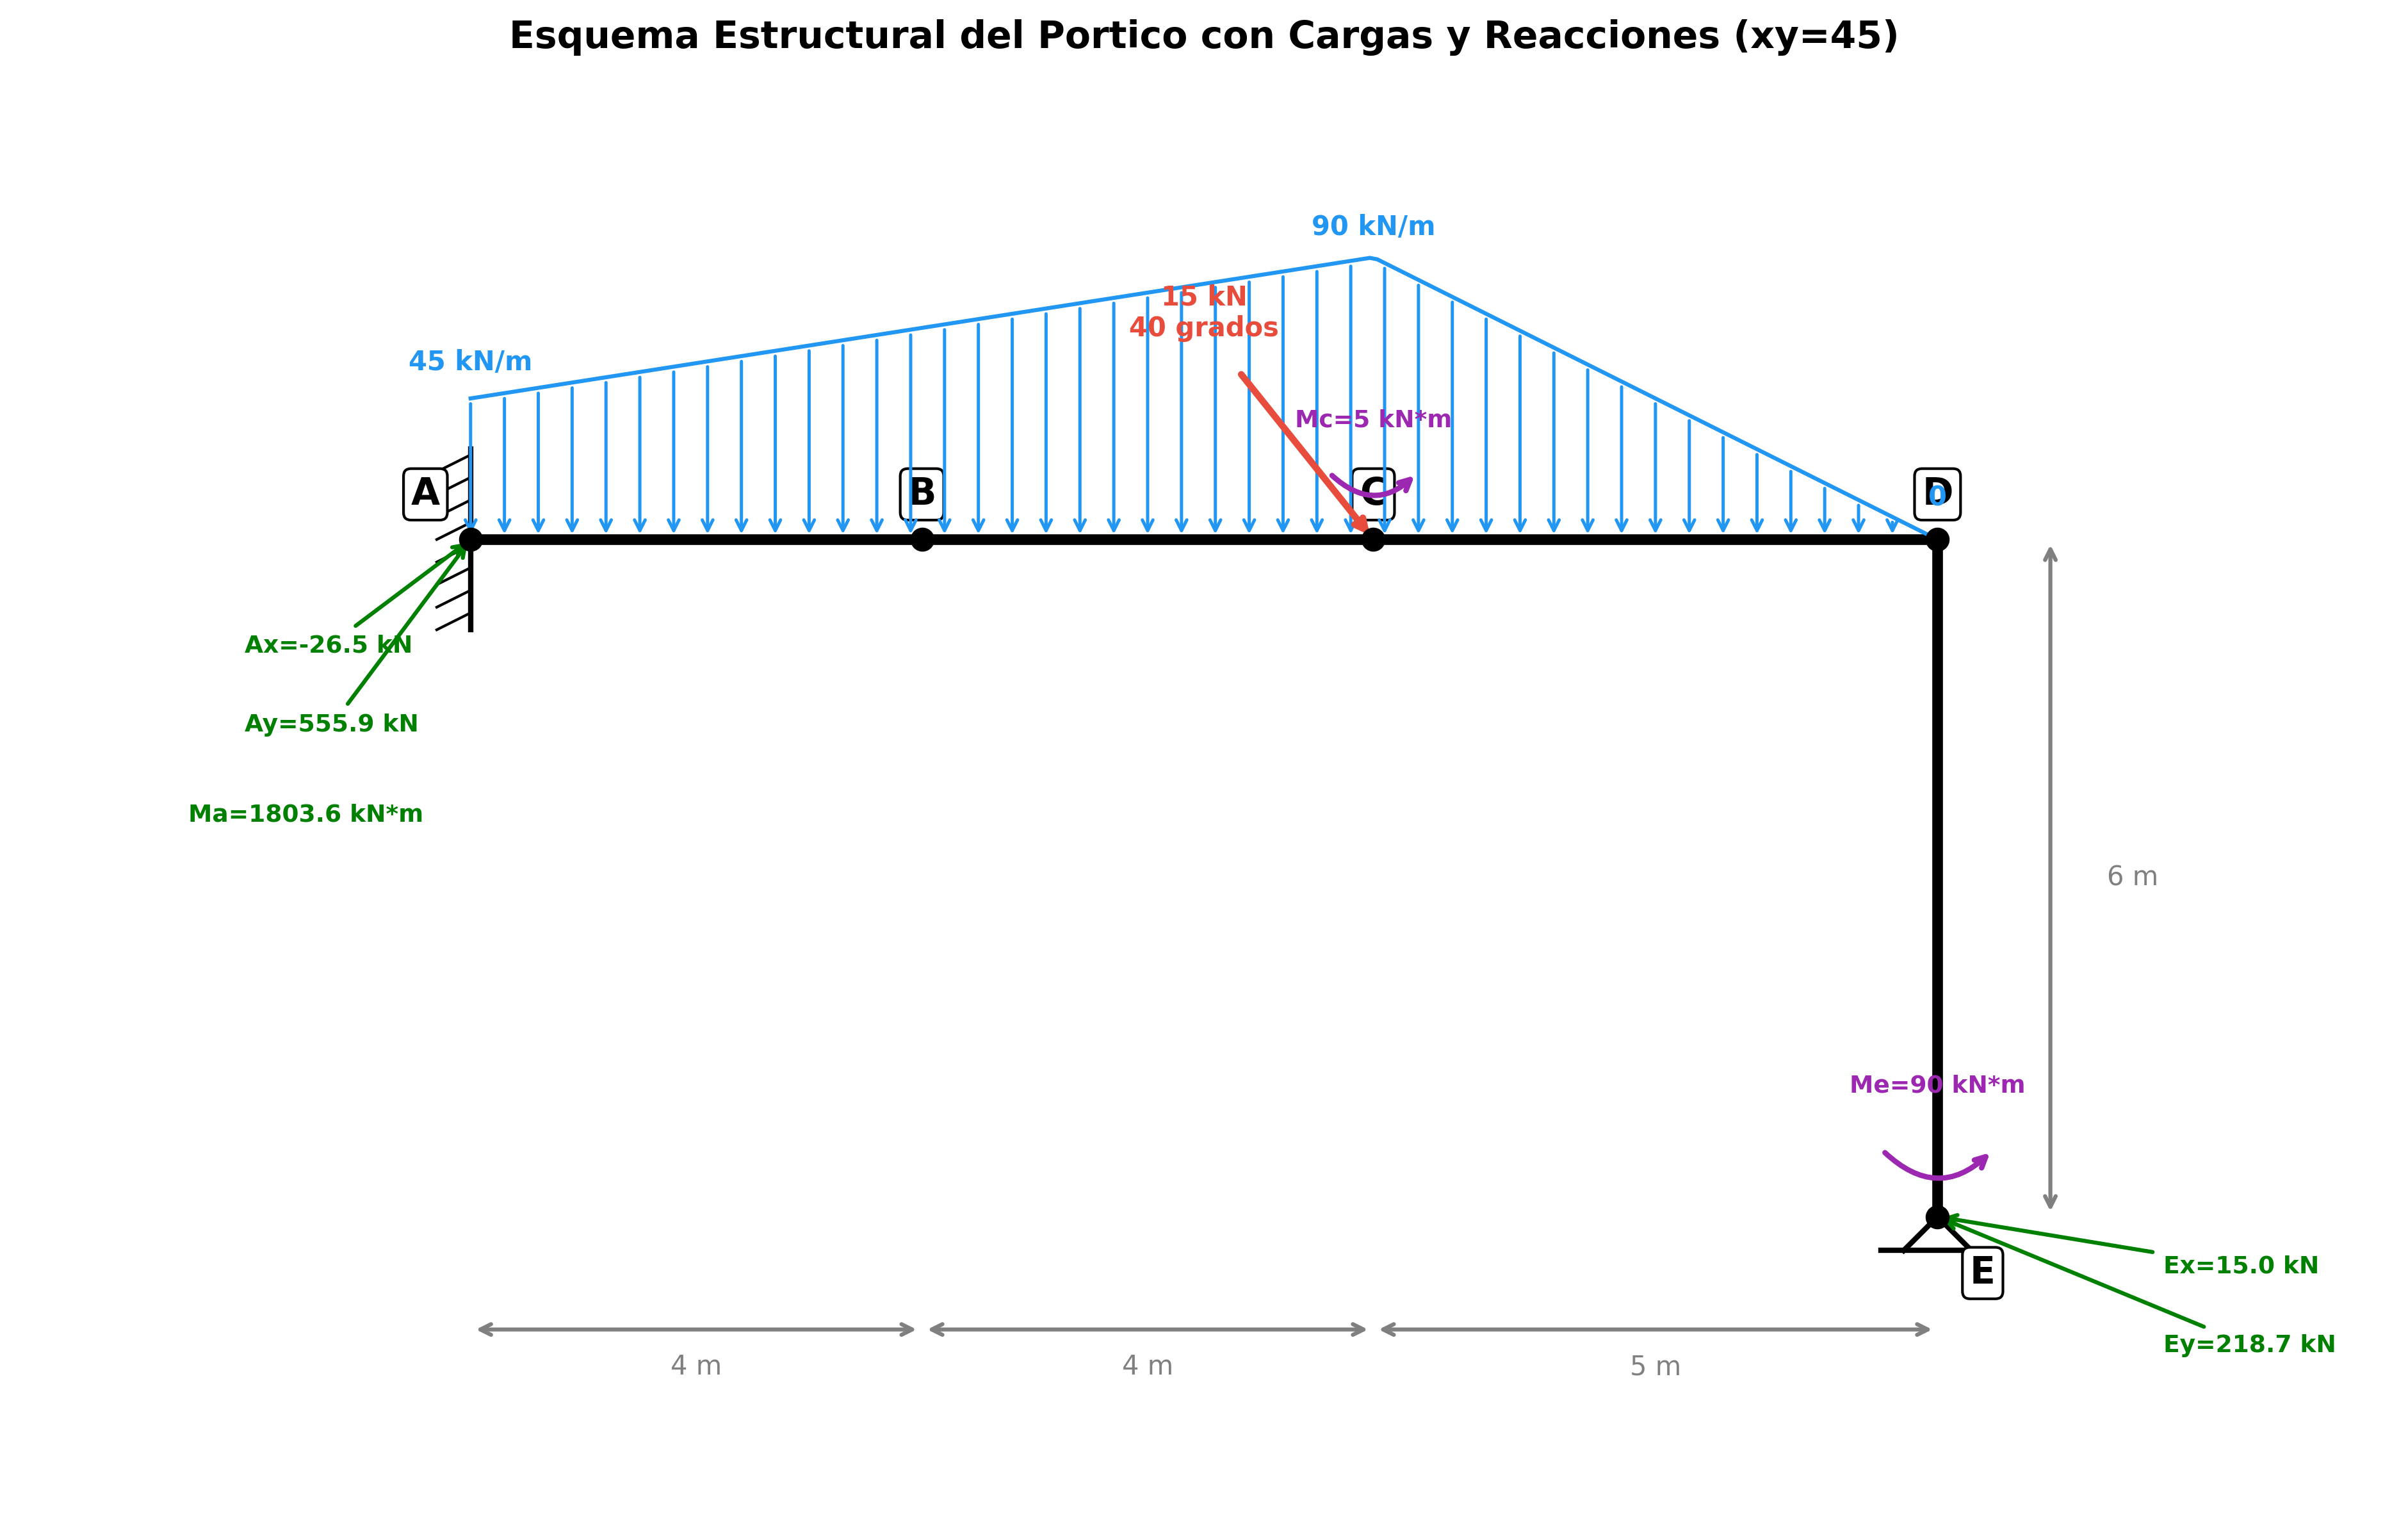 Esquema Estructural del Portico con Cargas y Reacciones (xy=45)
90 kN/m
15 kN
40 grados
45 kN/m
Mc=5 kN*m
A
B
C
D
0
Ax=-26.5 kN
Ay=555.9 kN
Ma=1803.6 kN*m
6 m
Me=90 kN*m
E
Ex=15.0 kN
Ey=218.7 kN
4 m
4 m
5 m